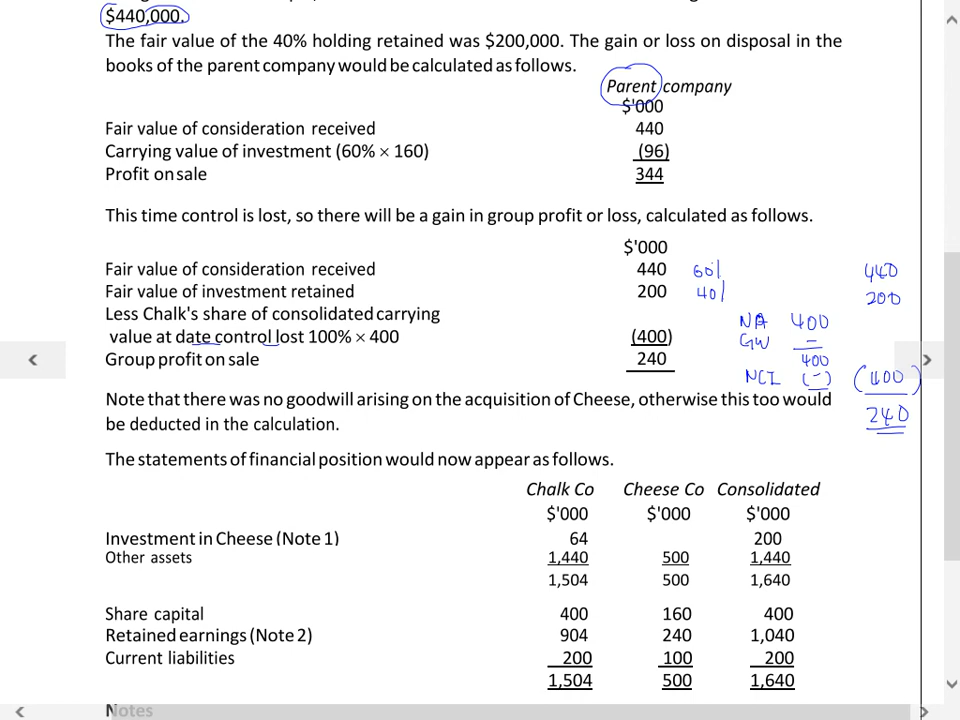 $440,000.
The fair value of the 40% holding retained was $200,000. The gain or loss on disposal in the
books of the parent company would be calculated as follows.
Parent company
$'000
Fair value of consideration received 440
Carrying value of investment (60% × 160) (96)
Profit on sale 344
This time control is lost, so there will be a gain in group profit or loss, calculated as follows.
$'000
Fair value of consideration received 440 60% 440
Fair value of investment retained 200 40% 200
Less Chalk's share of consolidated carrying NA 400
value at date control lost 100% × 400 (400) GW –
400
Group profit on sale 240 NCI (–) (400)
Note that there was no goodwill arising on the acquisition of Cheese, otherwise this too would
240
be deducted in the calculation.
The statements of financial position would now appear as follows.
Chalk Co Cheese Co Consolidated
$'000 $'000 $'000
Investment in Cheese (Note 1) 64 200
Other assets 1,440 500 1,440
1,504 500 1,640
Share capital 400 160 400
Retained earnings (Note 2) 904 240 1,040
Current liabilities 200 100 200
1,504 500 1,640
Notes